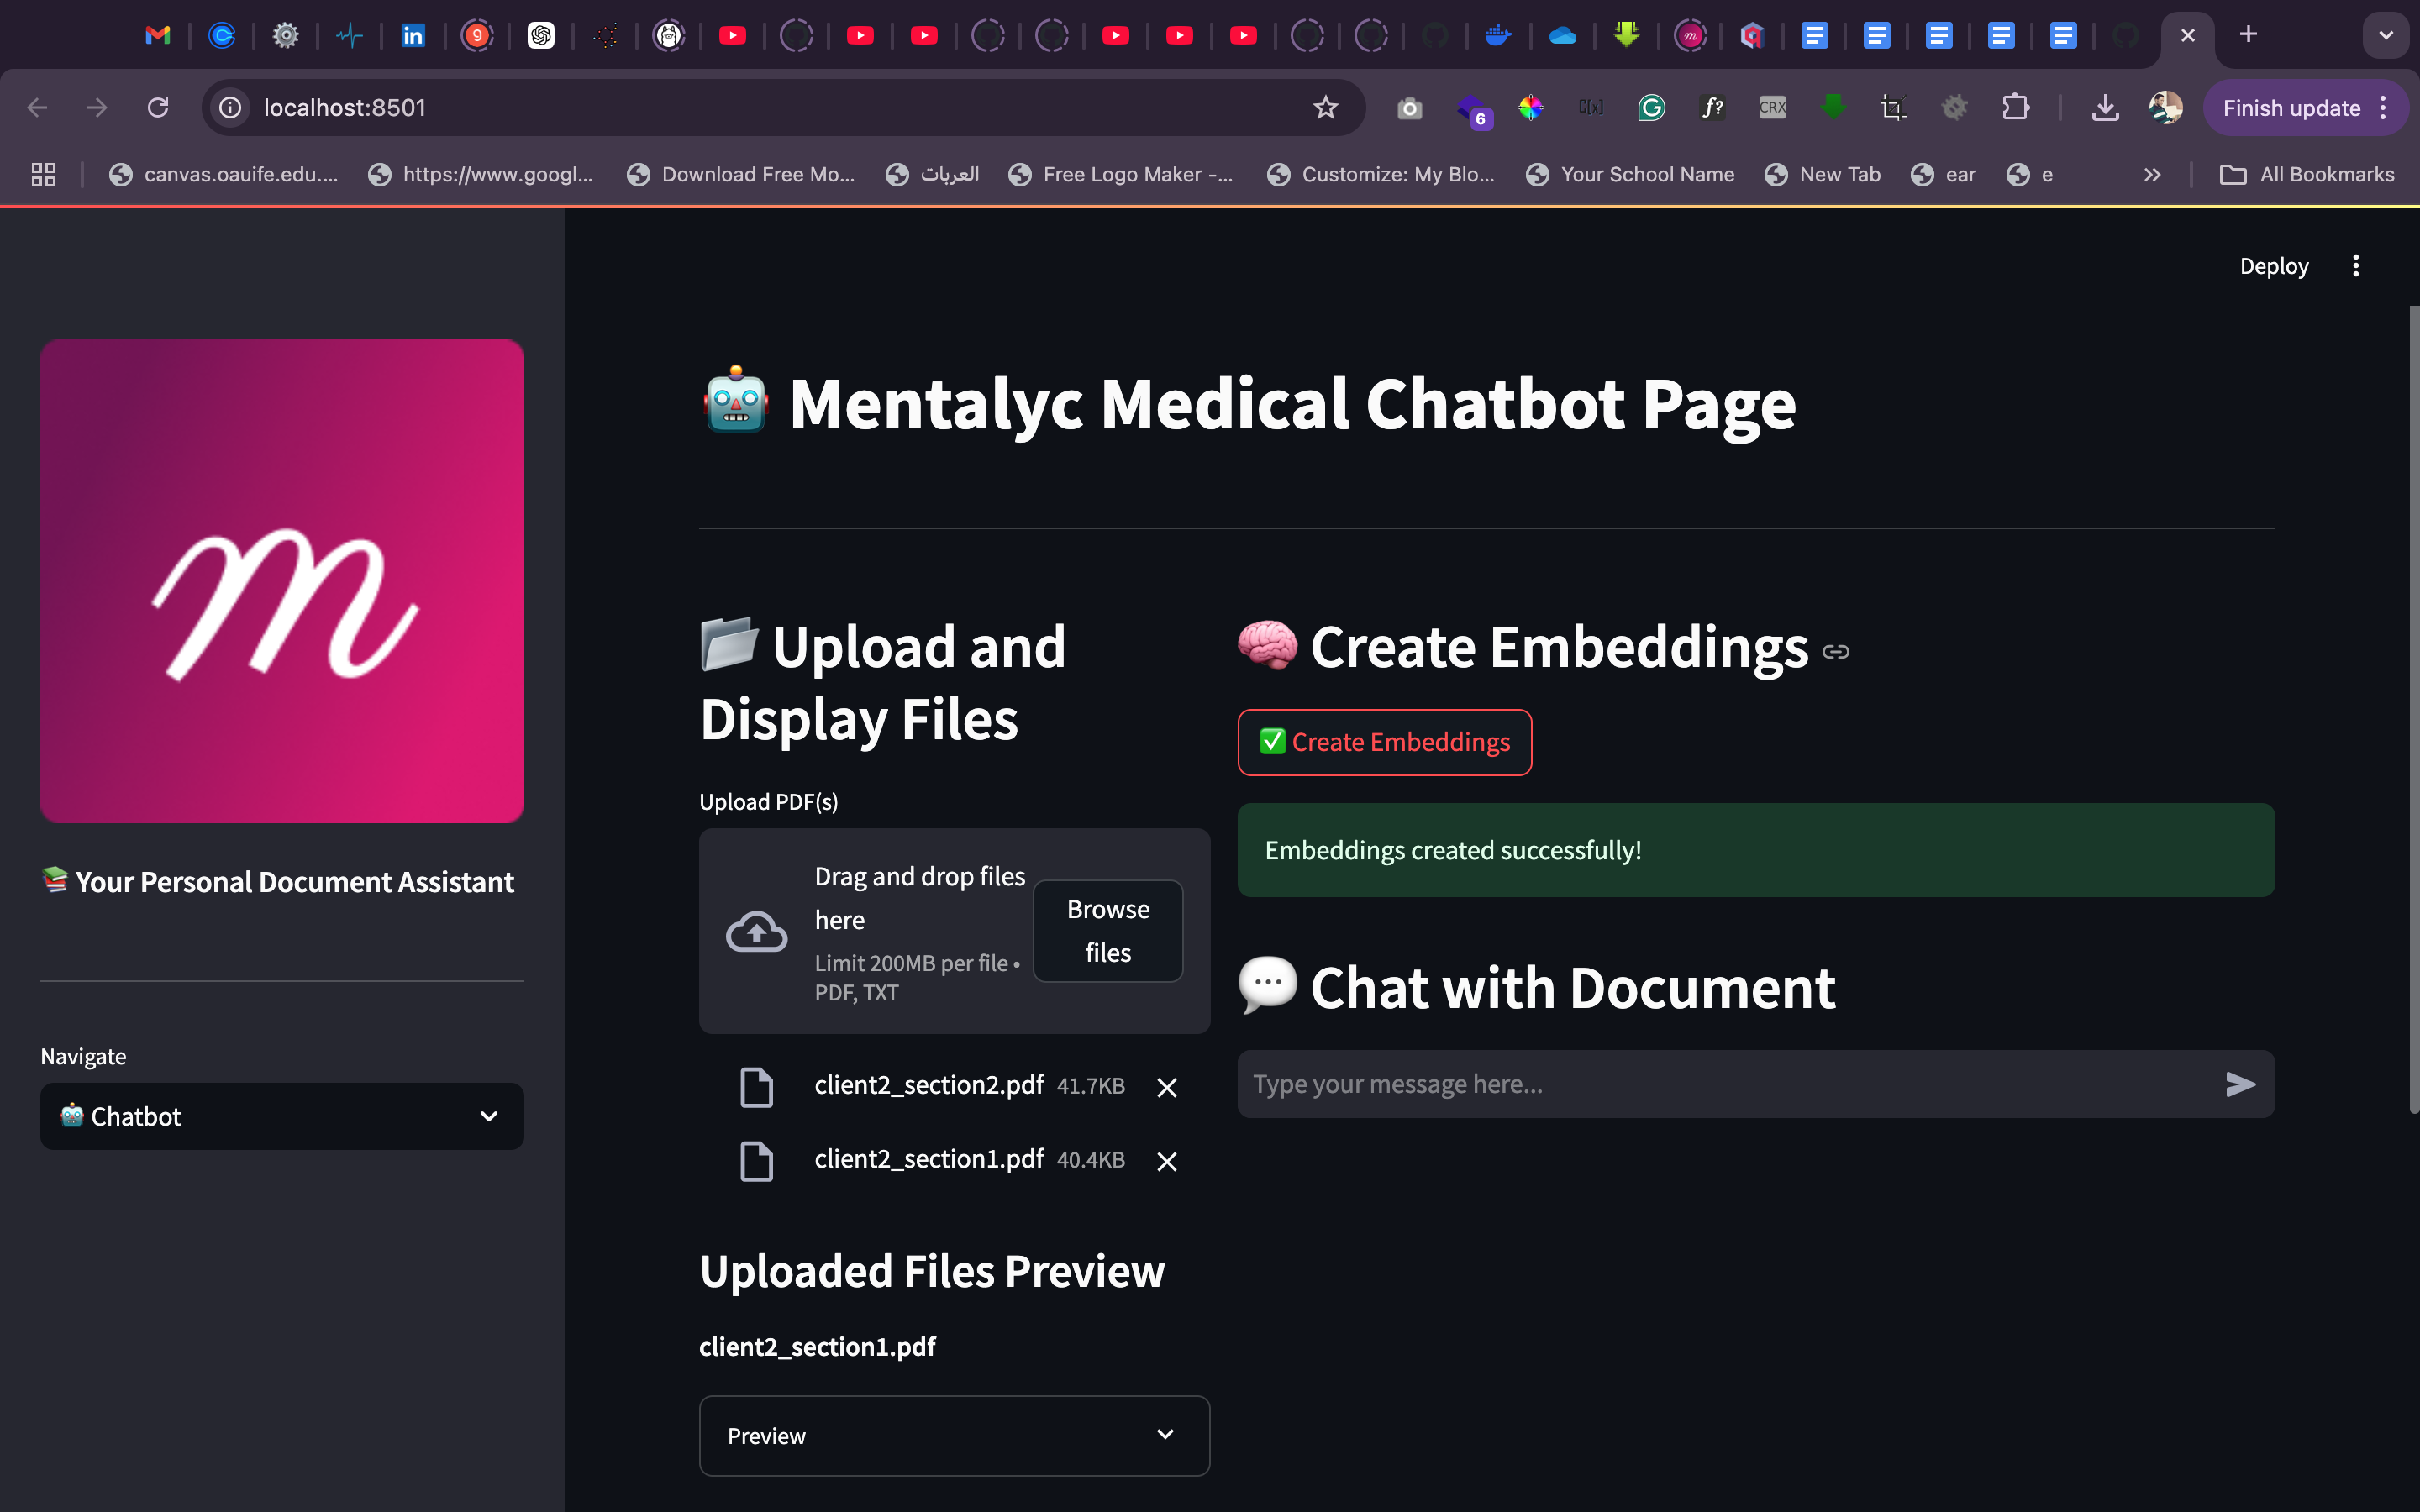 9
localhost:8501
6
C[x]
f?
CRX
Finish update
canvas.oauife.edu....
https://www.googl...
Download Free Mo...
العربات
Free Logo Maker -...
Customize: My Blo...
Your School Name
New Tab
ear
e
All Bookmarks
Deploy
m
📚 Your Personal Document Assistant
Navigate
🤖 Chatbot
🤖 Mentalyc Medical Chatbot Page
📂 Upload and
Display Files
Upload PDF(s)
Drag and drop files
here
Limit 200MB per file •
PDF, TXT
Browse
files
client2_section2.pdf 41.7KB
client2_section1.pdf 40.4KB
Uploaded Files Preview
client2_section1.pdf
Preview
🧠 Create Embeddings
✅ Create Embeddings
Embeddings created successfully!
💬 Chat with Document
Type your message here...